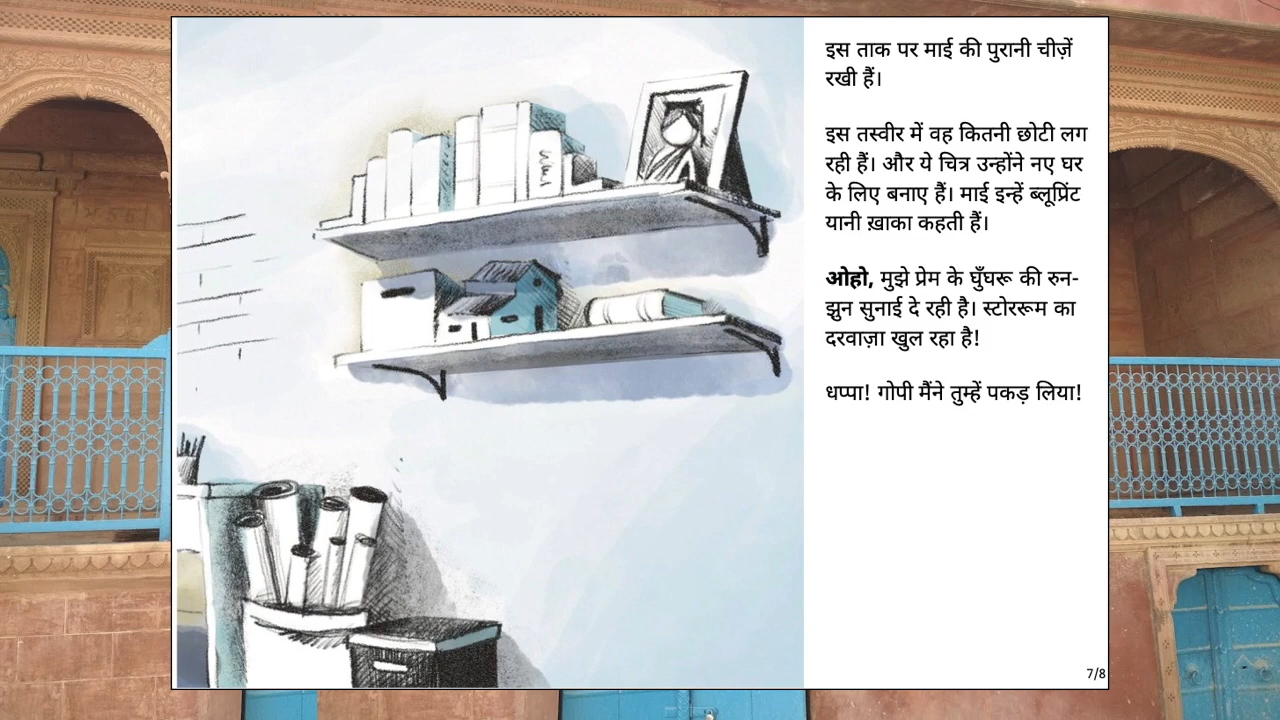 इस ताक पर माई की पुरानी चीज़ें
रखी हैं।
इस तस्वीर में वह कितनी छोटी लग
रही हैं। और ये चित्र उन्होंने नए घर
के लिए बनाए हैं। माई इन्हें ब्लूप्रिंट
यानी ख़ाका कहती हैं।
ओहो, मुझे प्रेम के घुँघरू की रुन-
झुन सुनाई दे रही है। स्टोररूम का
दरवाज़ा खुल रहा है!
धप्पा! गोपी मैंने तुम्हें पकड़ लिया!
7/8